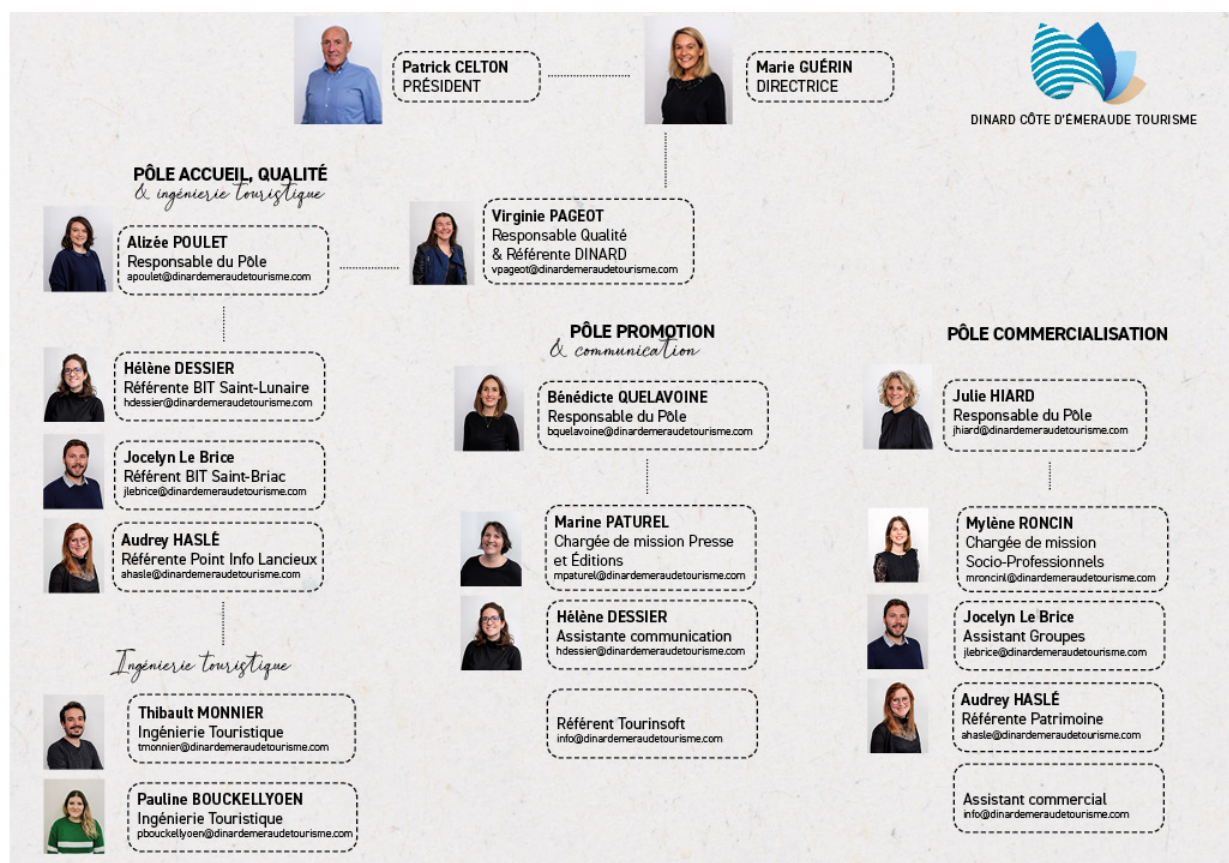 Patrick CELTON
PRÉSIDENT
Marie GUÉRIN
DIRECTRICE
DINARD CÔTE D'ÉMERAUDE TOURISME
PÔLE ACCUEIL, QUALITÉ
& ingénierie touristique
Alizée POULET
Responsable du Pôle
apoulet@dinardemeraudetourisme.com
Virginie PAGEOT
Responsable Qualité
& Référente DINARD
vpageot@dinardemeraudetourisme.com
Hélène DESSIER
Référente BIT Saint-Lunaire
hdessier@dinardemeraudetourisme.com
Jocelyn Le Brice
Référent BIT Saint-Briac
jlebrice@dinardemeraudetourisme.com
Audrey HASLÉ
Référente Point Info Lancieux
ahasle@dinardemeraudetourisme.com
Ingénierie touristique
Thibault MONNIER
Ingénierie Touristique
tmonnier@dinardemeraudetourisme.com
Pauline BOUCKELLYOEN
Ingénierie Touristique
pbouckellyoen@dinardemeraudetourisme.com
PÔLE PROMOTION
& communication
Bénédicte QUELAVOINE
Responsable du Pôle
bquelavoine@dinardemeraudetourisme.com
Marine PATUREL
Chargée de mission Presse
et Éditions
mpaturel@dinardemeraudetourisme.com
Hélène DESSIER
Assistante communication
hdessier@dinardemeraudetourisme.com
Référent Tourinsoft
info@dinardemeraudetourisme.com
PÔLE COMMERCIALISATION
Julie HIARD
Responsable du Pôle
jhiard@dinardemeraudetourisme.com
Mylène RONCIN
Chargée de mission
Socio-Professionnels
mroncinl@dinardemeraudetourisme.com
Jocelyn Le Brice
Assistant Groupes
jlebrice@dinardemeraudetourisme.com
Audrey HASLÉ
Référente Patrimoine
ahasle@dinardemeraudetourisme.com
Assistant commercial
info@dinardemeraudetourisme.com